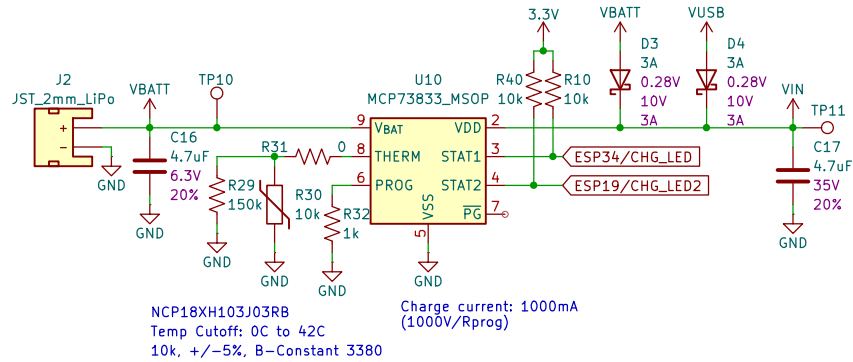 3.3V
VBATT
VUSB
J2
JST_2mm_LiPo
VBATT
TP10
U10
MCP73833_MSOP
R40
10k
R10
10k
D3
3A
0.28V
10V
3A
D4
3A
0.28V
10V
3A
VIN
TP11
+
−
GND
C16
4.7uF
6.3V
20%
GND
R31
0
R29
150k
GND
R30
10k
GND
R32
1k
GND
9
VBAT
8
THERM
6
PROG
VDD
2
STAT1
3
STAT2
4
PG
7
VSS
5
GND
ESP34/CHG_LED
ESP19/CHG_LED2
C17
4.7uF
35V
20%
GND
NCP18XH103J03RB
Temp Cutoff: 0C to 42C
10k, +/-5%, B-Constant 3380
Charge current: 1000mA
(1000V/Rprog)